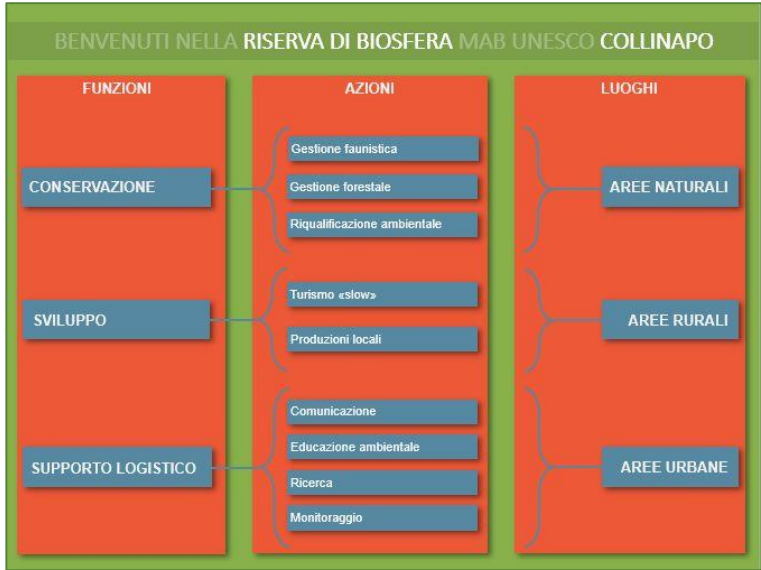 BENVENUTI NELLA RISERVA DI BIOSFERA MAB UNESCO COLLINAPO
FUNZIONI
CONSERVAZIONE
SVILUPPO
SUPPORTO LOGISTICO
AZIONI
Gestione faunistica
Gestione forestale
Riqualificazione ambientale
Turismo «slow»
Produzioni locali
Comunicazione
Educazione ambientale
Ricerca
Monitoraggio
LUOGHI
AREE NATURALI
AREE RURALI
AREE URBANE